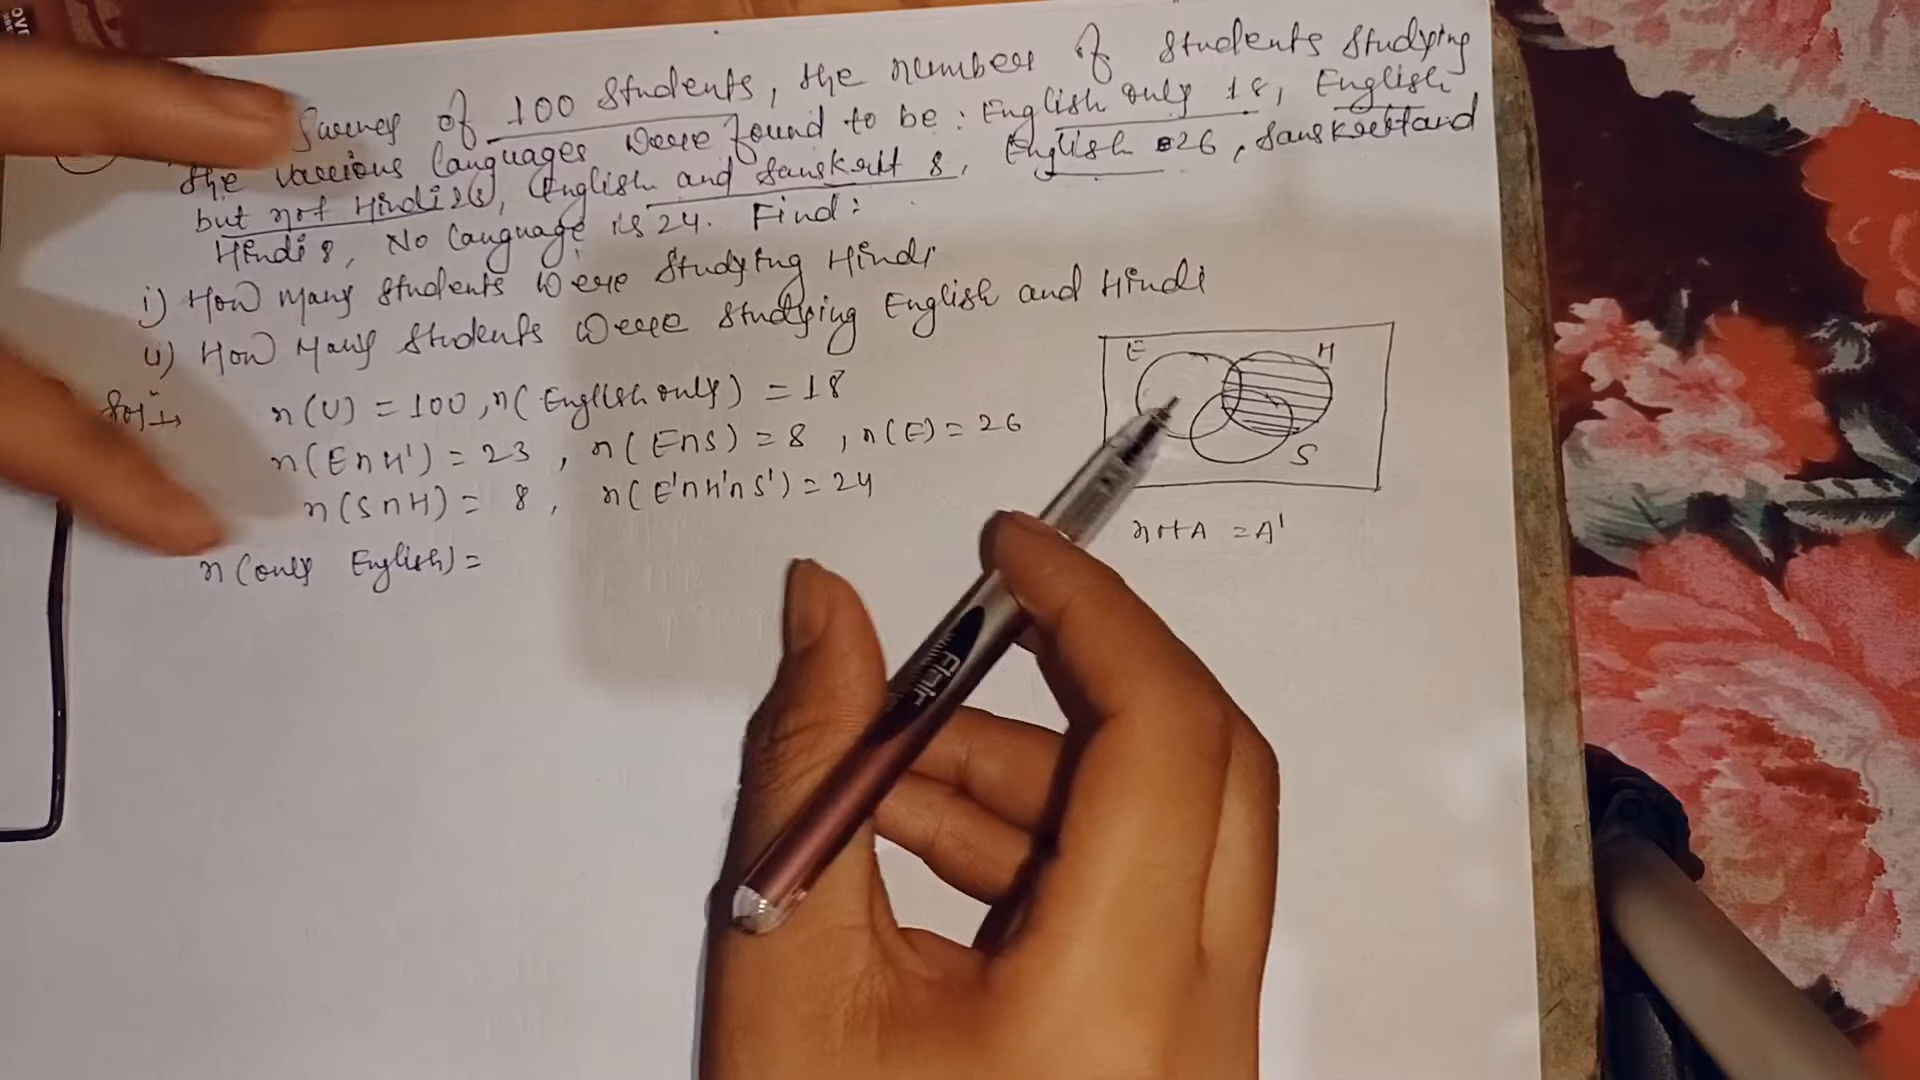 Survey of 100 students, the number of students studying
the various languages were found to be: English only 18, English
but not Hindi 23, English and Sanskrit 8, English 26, Sanskrit and
Hindi 8, No language is 24. Find:
i) How many students were studying Hindi
ii) How many students were studying English and Hindi
Sol:→ n(U) = 100, n(English only) = 18
n(E∩H') = 23, n(E∩S) = 8, n(E) = 26
n(S∩H) = 8, n(E'∩H'∩S') = 24
n(only English) =
E H
S
not A = A'
Flair